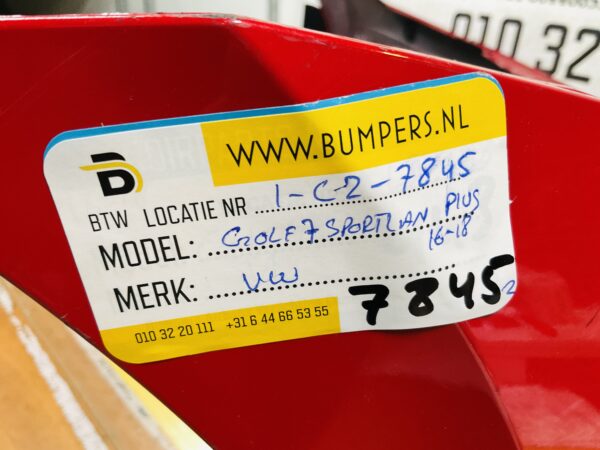 010 32
WWW.BUMPERS.NL
BTW LOCATIE NR 1-C2-7845
MODEL: GOLF 7 SPORTVAN PLUS
16-18
MERK: VW
7845
010 32 20 111 +31 6 44 66 53 55